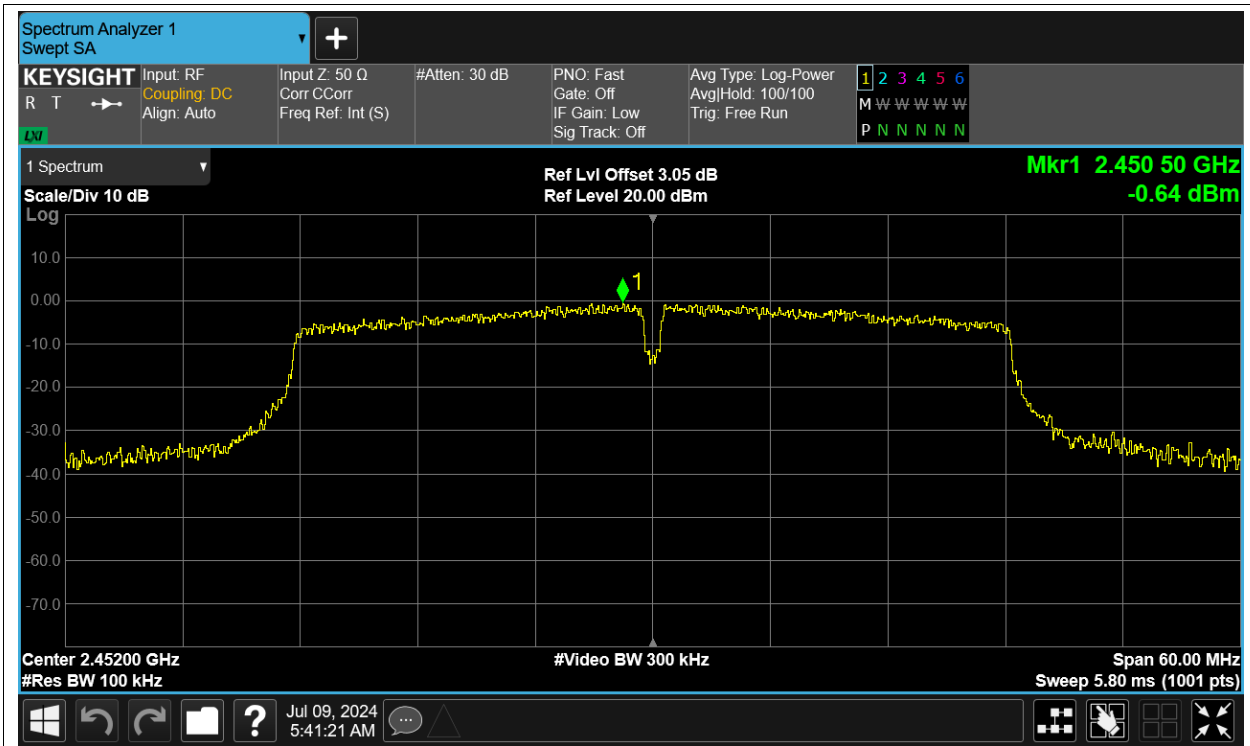 Spectrum Analyzer 1
Swept SA
KEYSIGHT
R T
LXI
Input: RF
Coupling: DC
Align: Auto
Input Z: 50 Ω
Corr CCorr
Freq Ref: Int (S)
#Atten: 30 dB
PNO: Fast
Gate: Off
IF Gain: Low
Sig Track: Off
Avg Type: Log-Power
Avg|Hold: 100/100
Trig: Free Run
1 2 3 4 5 6
M W W W W W
P N N N N N
1 Spectrum
Scale/Div 10 dB
Log
Ref Lvl Offset 3.05 dB
Ref Level 20.00 dBm
Mkr1 2.450 50 GHz
-0.64 dBm
10.0
0.00
-10.0
-20.0
-30.0
-40.0
-50.0
-60.0
-70.0
1
Center 2.45200 GHz
#Res BW 100 kHz
#Video BW 300 kHz
Span 60.00 MHz
Sweep 5.80 ms (1001 pts)
?
Jul 09, 2024
5:41:21 AM